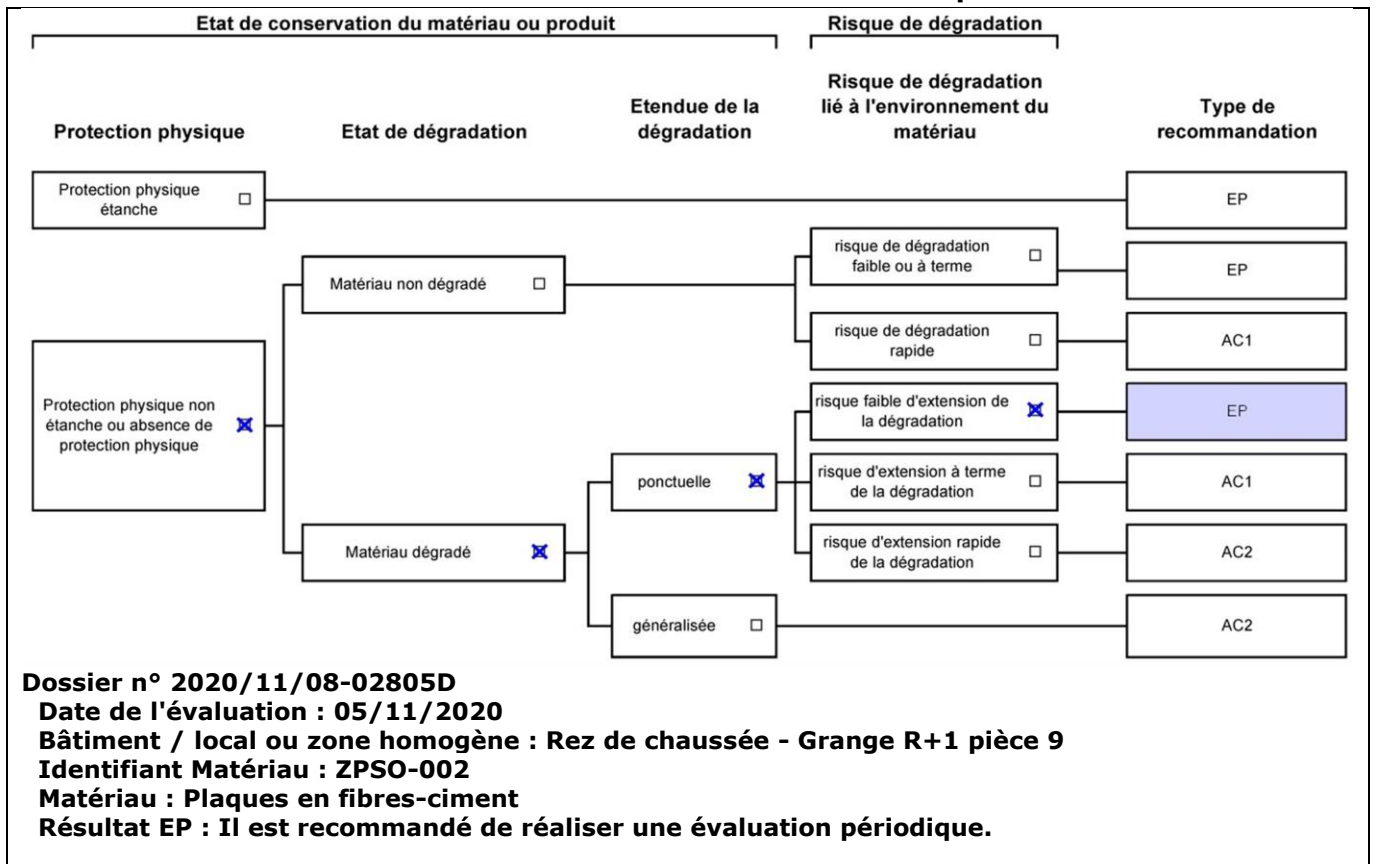 Etat de conservation du matériau ou produit
Risque de dégradation
Protection physique
Etat de dégradation
Etendue de la
dégradation
Risque de dégradation
lié à l'environnement du
matériau
Type de
recommandation
Protection physique
étanche
EP
risque de dégradation
faible ou à terme
EP
Matériau non dégradé
risque de dégradation
rapide
AC1
Protection physique non
étanche ou absence de
protection physique
risque faible d'extension de
la dégradation
EP
ponctuelle
risque d'extension à terme
de la dégradation
AC1
Matériau dégradé
risque d'extension rapide
de la dégradation
AC2
généralisée
AC2
Dossier n° 2020/11/08-02805D
Date de l'évaluation : 05/11/2020
Bâtiment / local ou zone homogène : Rez de chaussée - Grange R+1 pièce 9
Identifiant Matériau : ZPSO-002
Matériau : Plaques en fibres-ciment
Résultat EP : Il est recommandé de réaliser une évaluation périodique.